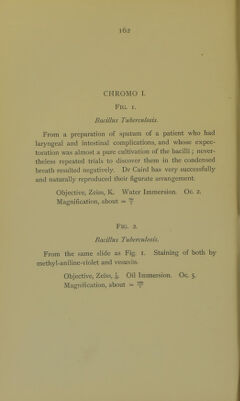 162
CHROMO I.
Fig. 1.
Bacillus Tuberculosis.
From a preparation of sputum of a patient who had
laryngeal and intestinal complications, and whose expec-
toration was almost a pure cultivation of the bacilli; never-
theless repeated trials to discover them in the condensed
breath resulted negatively. Dr Caird has very successfully
and naturally reproduced their figurate arrangement.
Objective, Zeiss, K. Water Immersion. Oc. 2.
Magnification, about =
Fig. 2.
Bacillus Tuberculosis.
From the same slide as Fig. 1. Staining of both by
methyl-aniline-violet and vesuvin.
Objective, Zeiss, Oil Immersion. Oc. 5.
Magnification, about =